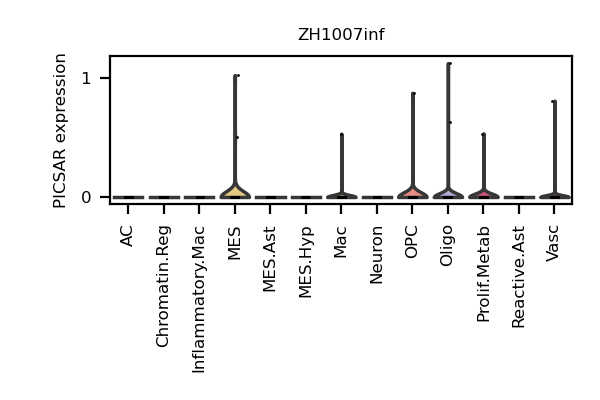 ZH1007inf
PICSAR expression
1
0
AC
Chromatin.Reg
Inflammatory.Mac
MES
MES.Ast
MES.Hyp
Mac
Neuron
OPC
Oligo
Prolif.Metab
Reactive.Ast
Vasc